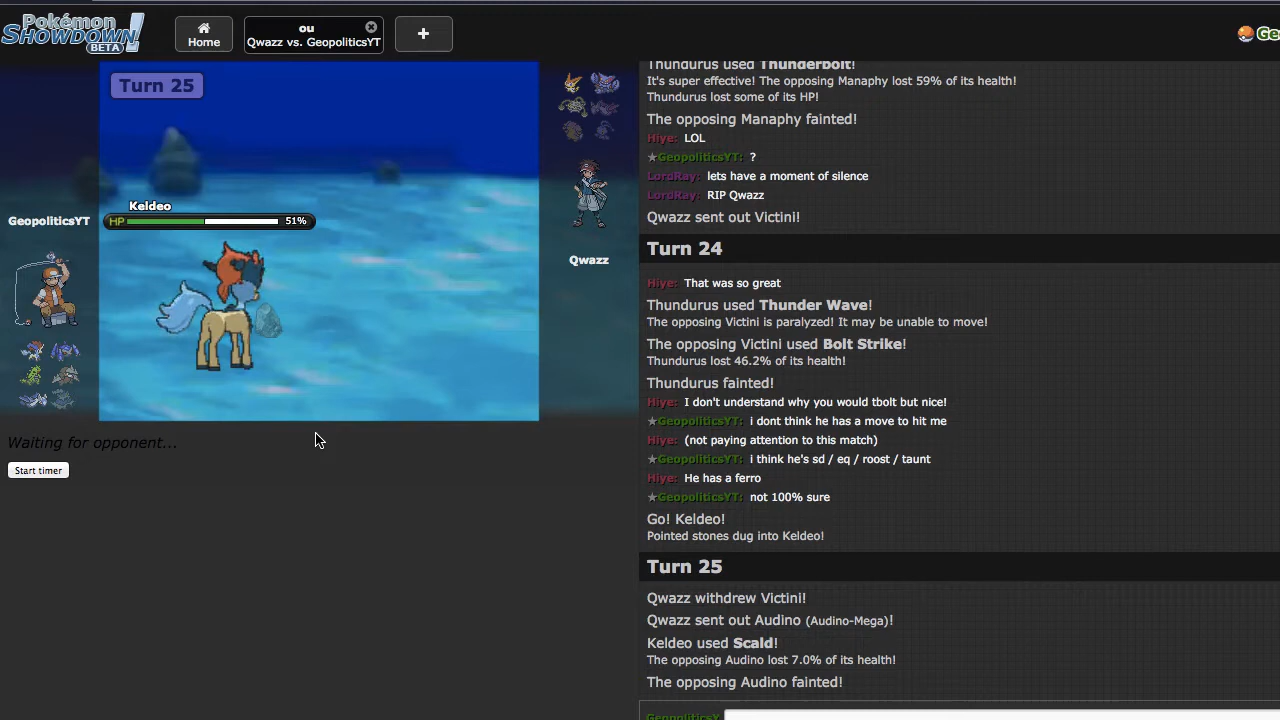 Pokémon
SHOWDOWN!
BETA
Home
ou
Qwazz vs. GeopoliticsYT
+
Ge
Turn 25
Keldeo
HP
51%
GeopoliticsYT
Qwazz
Waiting for opponent...
Start timer
Thundurus used Thunderbolt!
It's super effective! The opposing Manaphy lost 59% of its health!
Thundurus lost some of its HP!
The opposing Manaphy fainted!
Hiye: LOL
★GeopoliticsYT: ?
LordRay: lets have a moment of silence
LordRay: RIP Qwazz
Qwazz sent out Victini!
Turn 24
Hiye: That was so great
Thundurus used Thunder Wave!
The opposing Victini is paralyzed! It may be unable to move!
The opposing Victini used Bolt Strike!
Thundurus lost 46.2% of its health!
Thundurus fainted!
Hiye: I don't understand why you would tbolt but nice!
★GeopoliticsYT: i dont think he has a move to hit me
Hiye: (not paying attention to this match)
★GeopoliticsYT: i think he's sd / eq / roost / taunt
Hiye: He has a ferro
★GeopoliticsYT: not 100% sure
Go! Keldeo!
Pointed stones dug into Keldeo!
Turn 25
Qwazz withdrew Victini!
Qwazz sent out Audino (Audino-Mega)!
Keldeo used Scald!
The opposing Audino lost 7.0% of its health!
The opposing Audino fainted!
GeopoliticsY